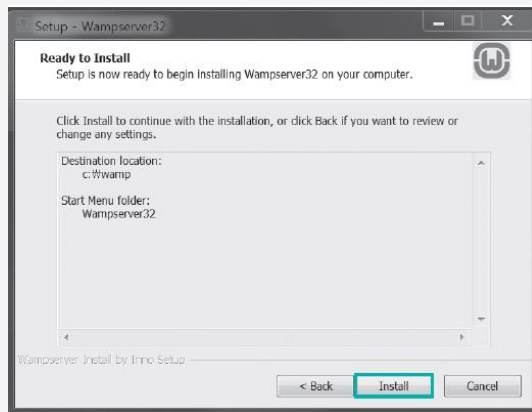 Setup - Wampserver32
Ready to Install
Setup is now ready to begin installing Wampserver32 on your computer.
Click Install to continue with the installation, or click Back if you want to review or
change any settings.
Destination location:
c:₩wamp
Start Menu folder:
Wampserver32
Wampserver Install by Inno Setup
< Back
Install
Cancel